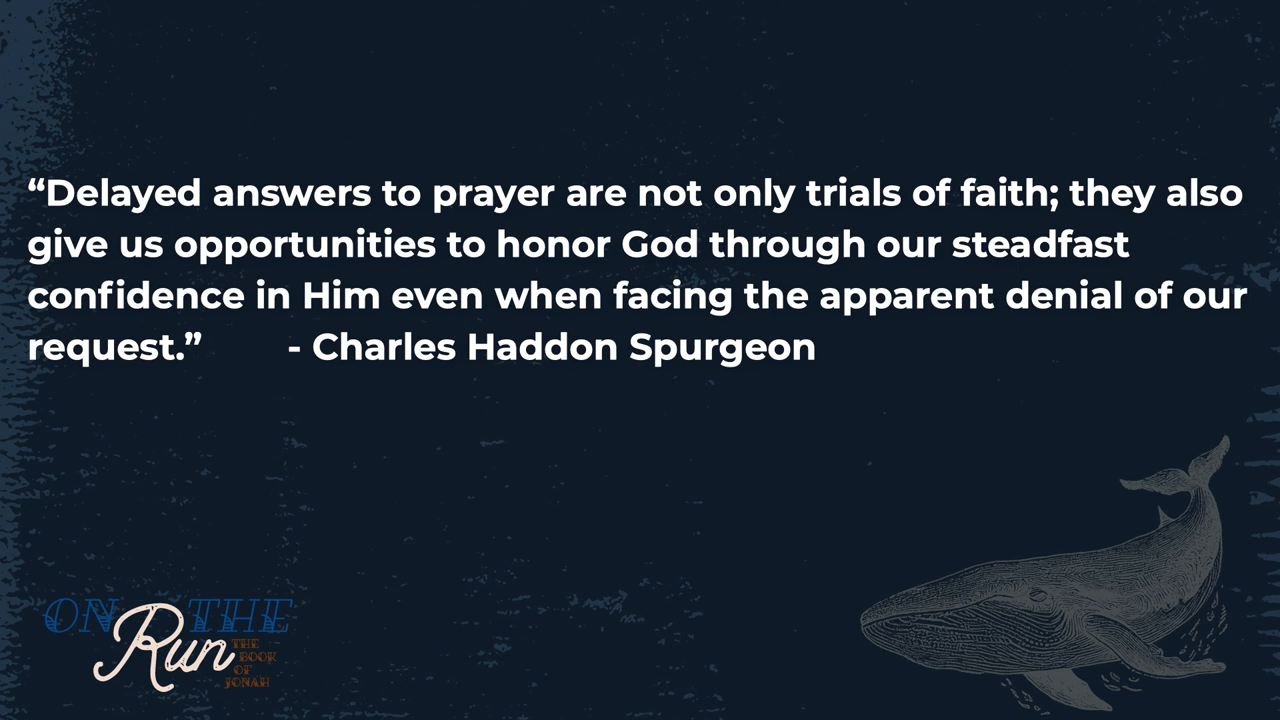 “Delayed answers to prayer are not only trials of faith; they also
give us opportunities to honor God through our steadfast
confidence in Him even when facing the apparent denial of our
request.” - Charles Haddon Spurgeon
ON THE
Run
THE
BOOK
OF
JONAH